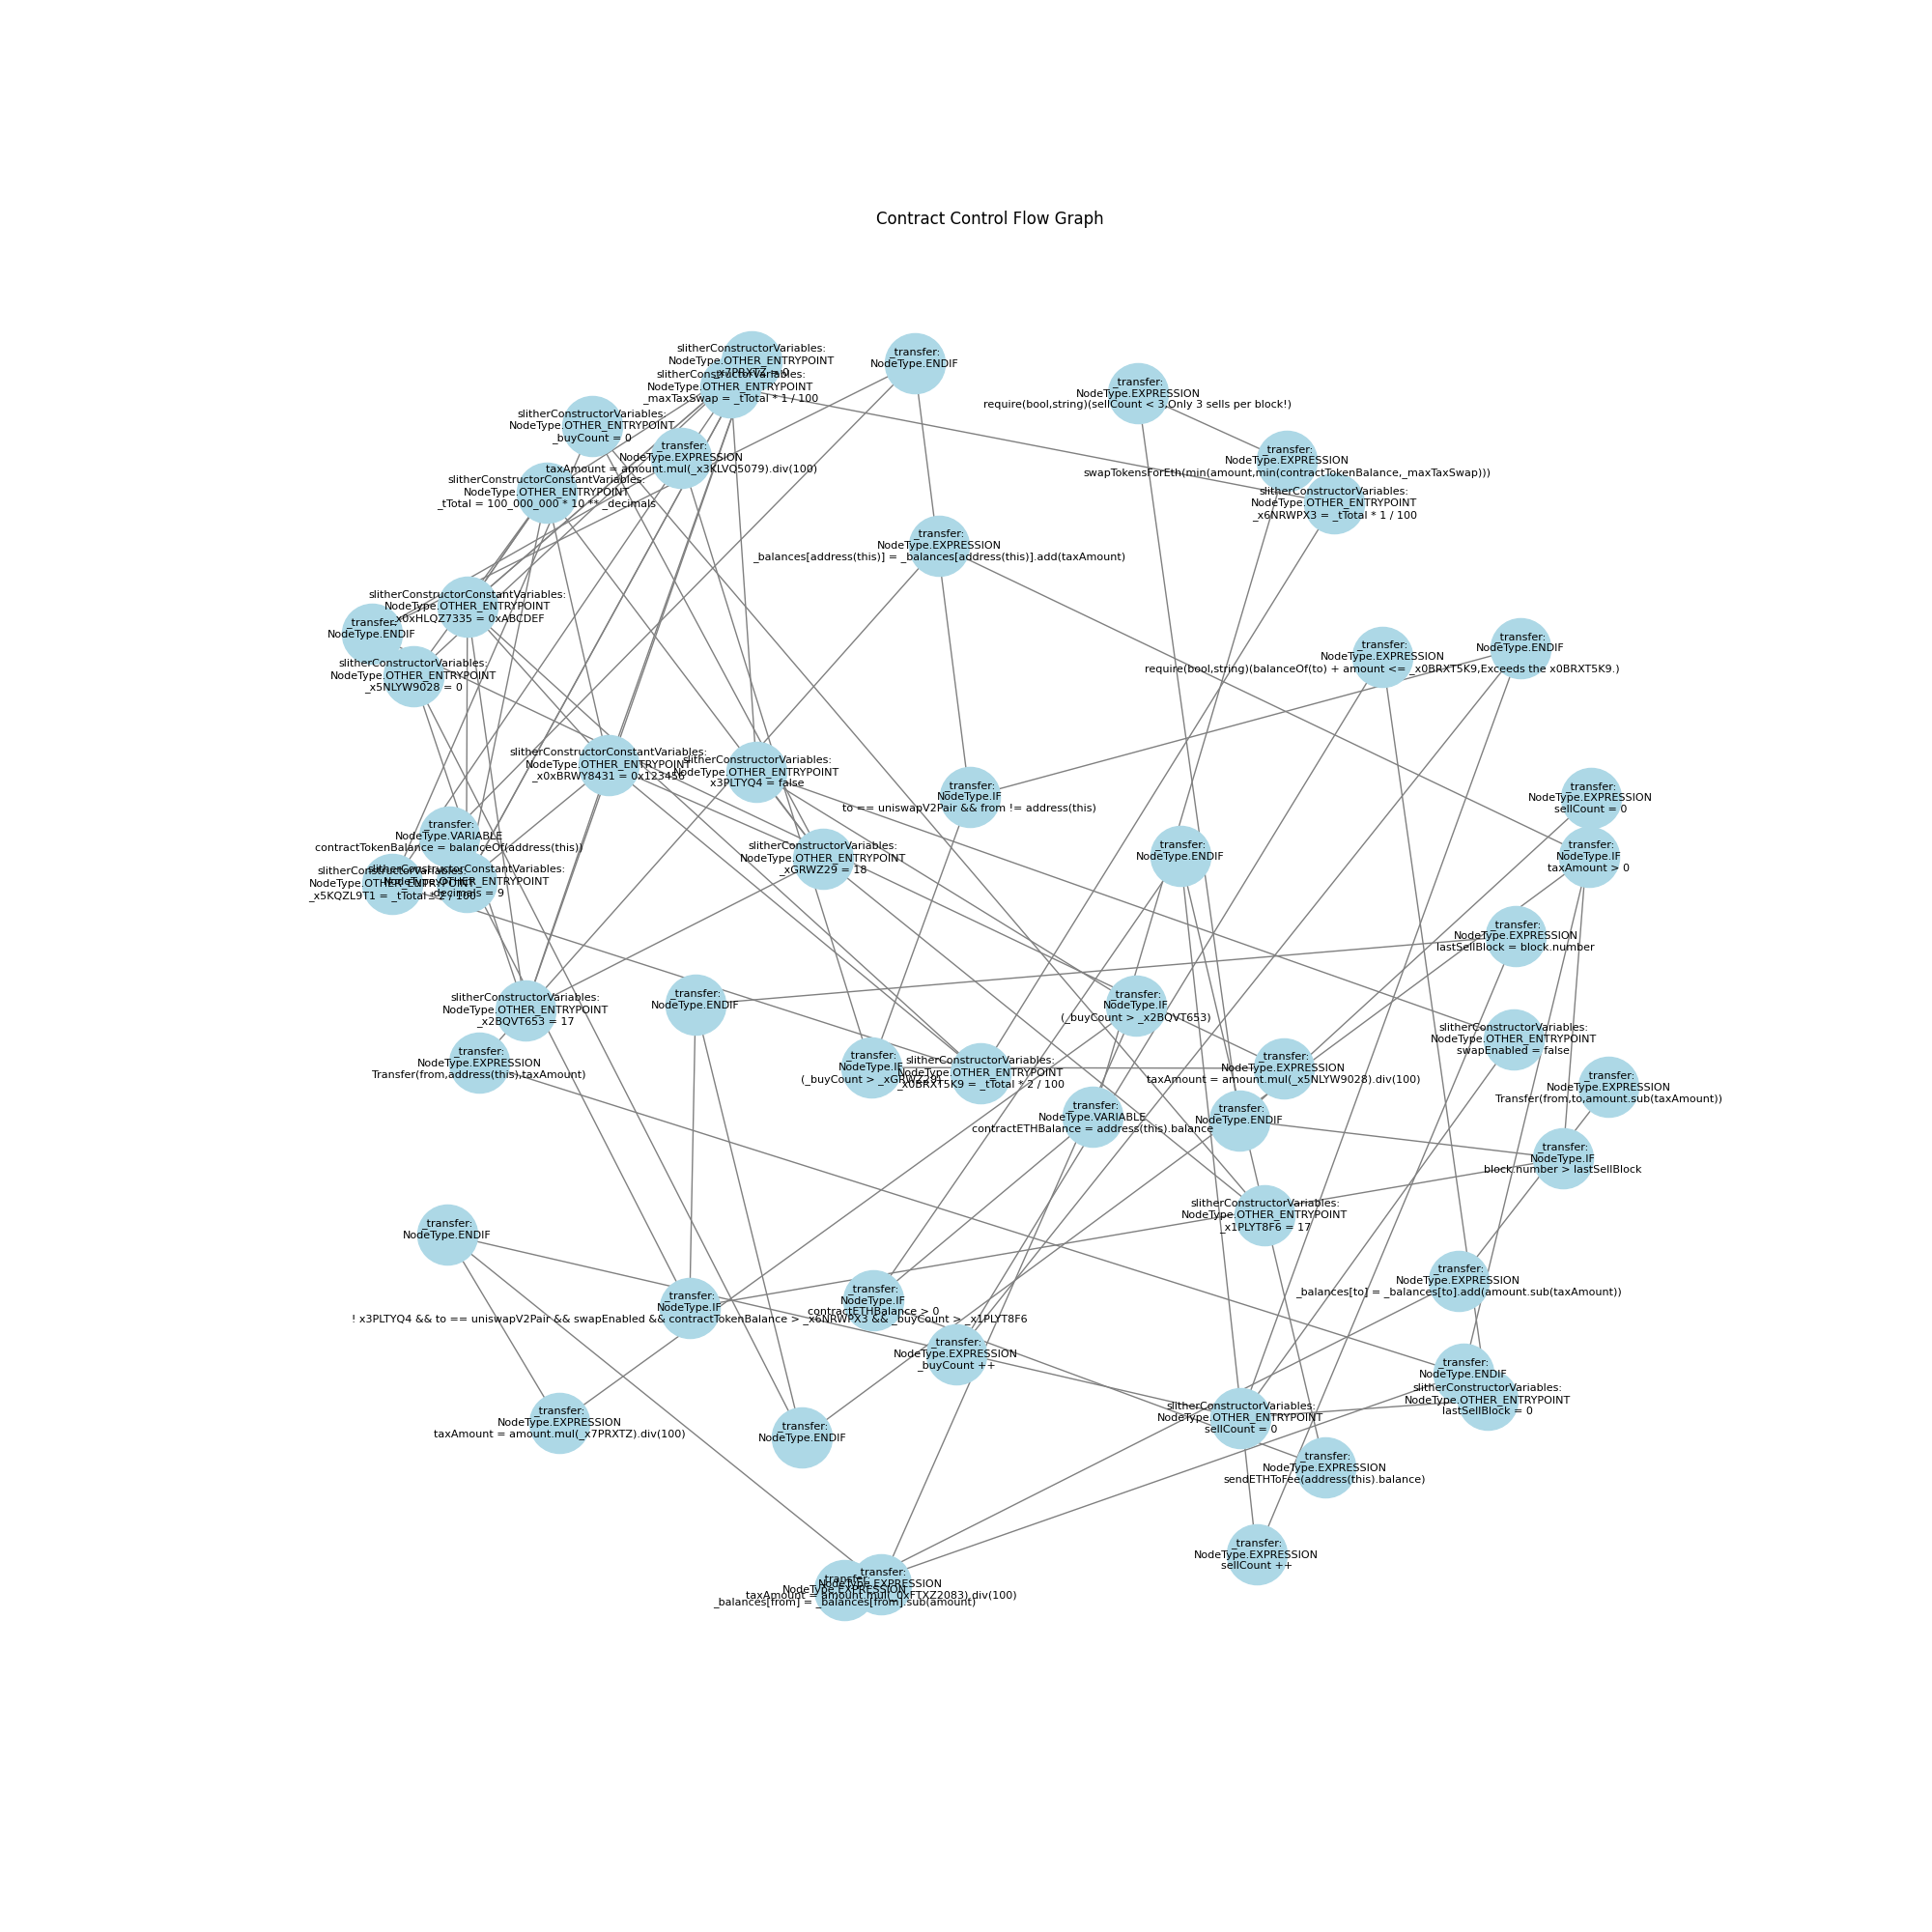 Contract Control Flow Graph
slitherConstructorVariables:
NodeType.OTHER_ENTRYPOINT
_x7PRXTZ = 0
slitherConstructorVariables:
NodeType.OTHER_ENTRYPOINT
_maxTaxSwap = _tTotal * 1 / 100
_transfer:
NodeType.ENDIF
_transfer:
NodeType.EXPRESSION
require(bool,string)(sellCount < 3,Only 3 sells per block!)
slitherConstructorVariables:
NodeType.OTHER_ENTRYPOINT
_buyCount = 0
_transfer:
NodeType.EXPRESSION
taxAmount = amount.mul(_x3KLVQ5079).div(100)
_transfer:
NodeType.EXPRESSION
swapTokensForEth(min(amount,min(contractTokenBalance,_maxTaxSwap)))
slitherConstructorConstantVariables:
NodeType.OTHER_ENTRYPOINT
_tTotal = 100_000_000 * 10 ** _decimals
slitherConstructorVariables:
NodeType.OTHER_ENTRYPOINT
_x6NRWPX3 = _tTotal * 1 / 100
_transfer:
NodeType.EXPRESSION
_balances[address(this)] = _balances[address(this)].add(taxAmount)
slitherConstructorConstantVariables:
NodeType.OTHER_ENTRYPOINT
_x0xHLQZ7335 = 0xABCDEF
_transfer:
NodeType.ENDIF
slitherConstructorVariables:
NodeType.OTHER_ENTRYPOINT
_x5NLYW9028 = 0
_transfer:
NodeType.EXPRESSION
require(bool,string)(balanceOf(to) + amount <= _x0BRXT5K9,Exceeds the x0BRXT5K9.)
_transfer:
NodeType.ENDIF
slitherConstructorConstantVariables:
NodeType.OTHER_ENTRYPOINT
_x0xBRWY8431 = 0x123456
slitherConstructorVariables:
NodeType.OTHER_ENTRYPOINT
x3PLTYQ4 = false
_transfer:
NodeType.IF
to == uniswapV2Pair && from != address(this)
_transfer:
NodeType.EXPRESSION
sellCount = 0
_transfer:
NodeType.VARIABLE
contractTokenBalance = balanceOf(address(this))
slitherConstructorVariables:
NodeType.OTHER_ENTRYPOINT
_x5KQZL9T1 = _tTotal * 2 / 100
slitherConstructorConstantVariables:
NodeType.OTHER_ENTRYPOINT
_decimals = 9
slitherConstructorVariables:
NodeType.OTHER_ENTRYPOINT
_xGRWZ29 = 18
_transfer:
NodeType.ENDIF
_transfer:
NodeType.IF
taxAmount > 0
_transfer:
NodeType.EXPRESSION
lastSellBlock = block.number
slitherConstructorVariables:
NodeType.OTHER_ENTRYPOINT
_x2BQVT653 = 17
_transfer:
NodeType.ENDIF
_transfer:
NodeType.IF
(_buyCount > _x2BQVT653)
slitherConstructorVariables:
NodeType.OTHER_ENTRYPOINT
swapEnabled = false
_transfer:
NodeType.EXPRESSION
Transfer(from,address(this),taxAmount)
_transfer:
NodeType.IF
(_buyCount > _xGRWZ29)
slitherConstructorVariables:
NodeType.OTHER_ENTRYPOINT
_x0BRXT5K9 = _tTotal * 2 / 100
_transfer:
NodeType.EXPRESSION
taxAmount = amount.mul(_x5NLYW9028).div(100)
_transfer:
NodeType.EXPRESSION
Transfer(from,to,amount.sub(taxAmount))
_transfer:
NodeType.VARIABLE
contractETHBalance = address(this).balance
_transfer:
NodeType.ENDIF
_transfer:
NodeType.IF
block.number > lastSellBlock
slitherConstructorVariables:
NodeType.OTHER_ENTRYPOINT
_x1PLYT8F6 = 17
_transfer:
NodeType.ENDIF
_transfer:
NodeType.EXPRESSION
_balances[to] = _balances[to].add(amount.sub(taxAmount))
_transfer:
NodeType.IF
! x3PLTYQ4 && to == uniswapV2Pair && swapEnabled && contractTokenBalance > _x6NRWPX3 && _buyCount > _x1PLYT8F6
_transfer:
NodeType.IF
contractETHBalance > 0
_transfer:
NodeType.EXPRESSION
_buyCount ++
_transfer:
NodeType.ENDIF
slitherConstructorVariables:
NodeType.OTHER_ENTRYPOINT
lastSellBlock = 0
_transfer:
NodeType.EXPRESSION
taxAmount = amount.mul(_x7PRXTZ).div(100)
_transfer:
NodeType.ENDIF
slitherConstructorVariables:
NodeType.OTHER_ENTRYPOINT
sellCount = 0
_transfer:
NodeType.EXPRESSION
sendETHToFee(address(this).balance)
_transfer:
NodeType.EXPRESSION
sellCount ++
_transfer:
NodeType.EXPRESSION
taxAmount = amount.mul(_0xFTXZ2083).div(100)
_transfer:
NodeType.EXPRESSION
_balances[from] = _balances[from].sub(amount)